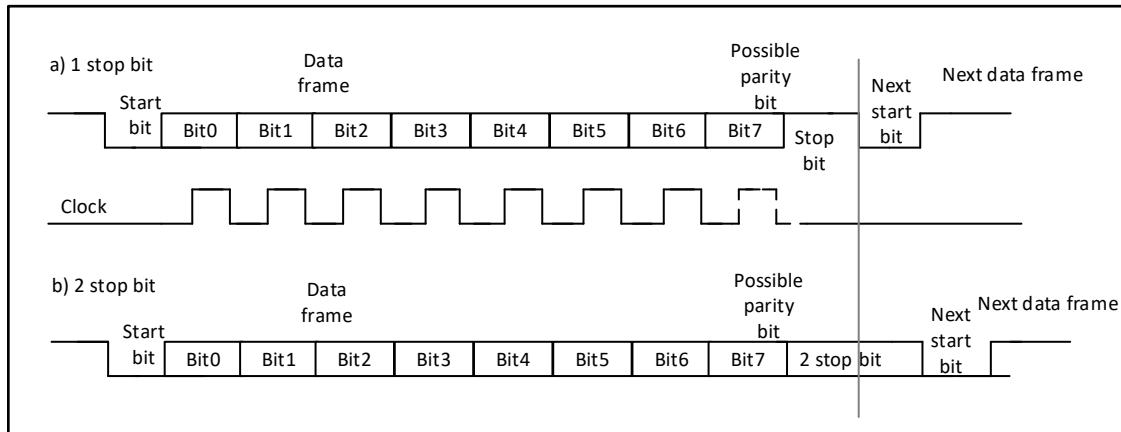 a) 1 stop bit
Data
frame
Possible
parity
bit
Next data frame
Start
bit
Bit0 Bit1 Bit2 Bit3 Bit4 Bit5 Bit6 Bit7
Stop
bit
Next
start
bit
Clock
b) 2 stop bit
Data
frame
Possible
parity
bit
Next data frame
Start
bit
Bit0 Bit1 Bit2 Bit3 Bit4 Bit5 Bit6 Bit7 2 stop bit
Next
start
bit